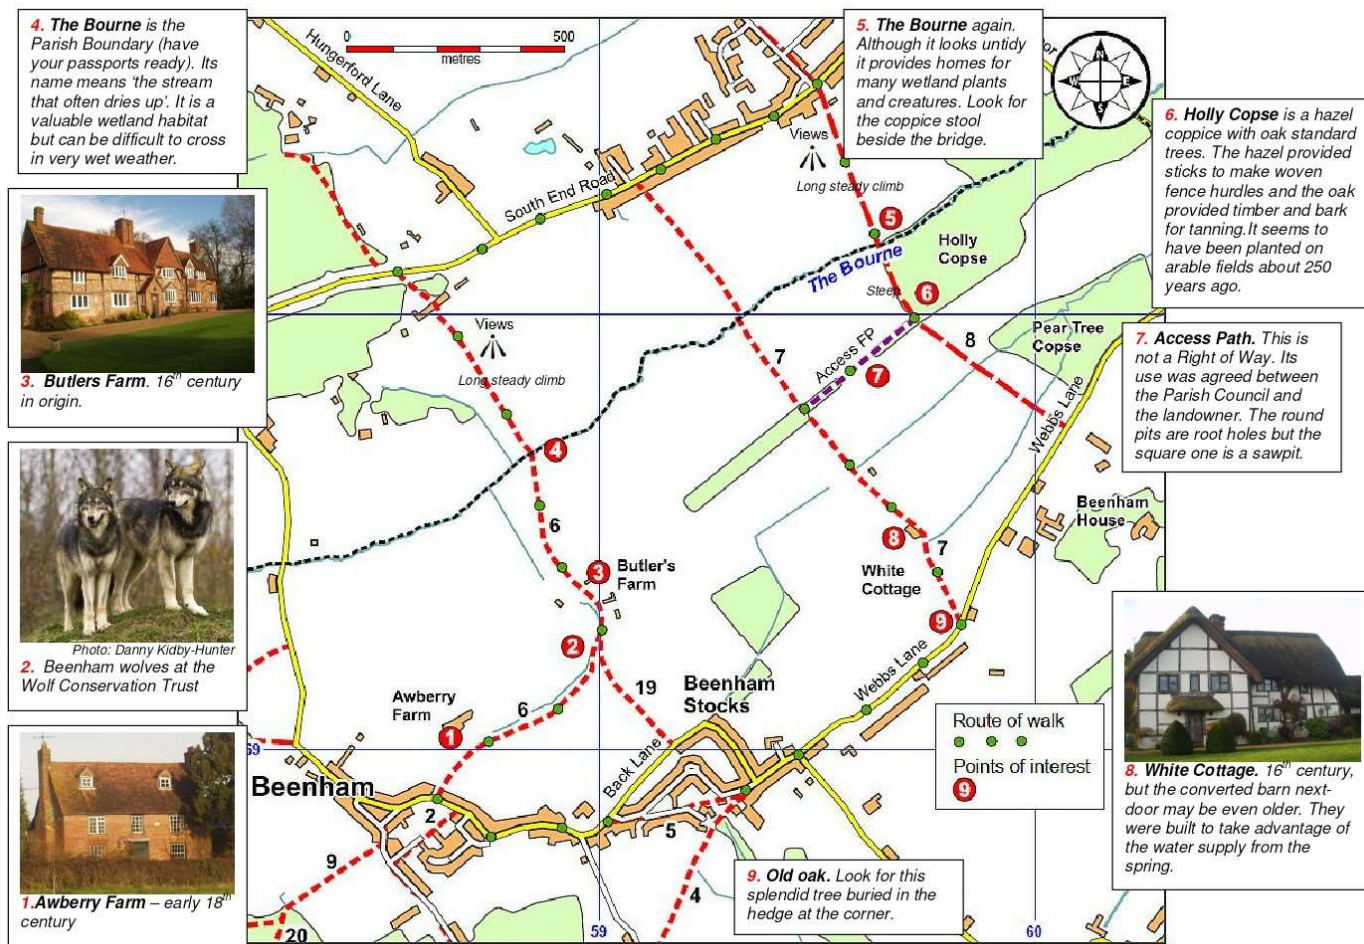 4. The Bourne is the
Parish Boundary (have
your passports ready). Its
name means 'the stream
that often dries up'. It is a
valuable wetland habitat
but can be difficult to cross
in very wet weather.
0 500
metres
Hungerford Lane
5. The Bourne again.
Although it looks untidy
it provides homes for
many wetland plants
and creatures. Look for
the coppice stool
beside the bridge.
N
W E
S
6. Holly Copse is a hazel
coppice with oak standard
trees. The hazel provided
sticks to make woven
fence hurdles and the oak
provided timber and bark
for tanning.It seems to
have been planted on
arable fields about 250
years ago.
3. Butlers Farm. 16th century
in origin.
South End Road
Views
Long steady climb
5
Holly
Copse
The Bourne
Steep
6
Views
Long steady climb
Access FP
7
7
8
Pear Tree
Copse
Webbs Lane
7. Access Path. This is
not a Right of Way. Its
use was agreed between
the Parish Council and
the landowner. The round
pits are root holes but the
square one is a sawpit.
4
6
Photo: Danny Kidby-Hunter
2. Beenham wolves at the
Wolf Conservation Trust
3
Butler's
Farm
2
8
White
Cottage
7
9
Beenham
House
Awberry
Farm
6
1
19
Beenham
Stocks
Webbs Lane
Back Lane
59
Beenham
2
5
9
4
20
59
60
Route of walk
Points of interest
9
1.Awberry Farm – early 18th
century
9. Old oak. Look for this
splendid tree buried in the
hedge at the corner.
8. White Cottage. 16th century,
but the converted barn next-
door may be even older. They
were built to take advantage of
the water supply from the
spring.